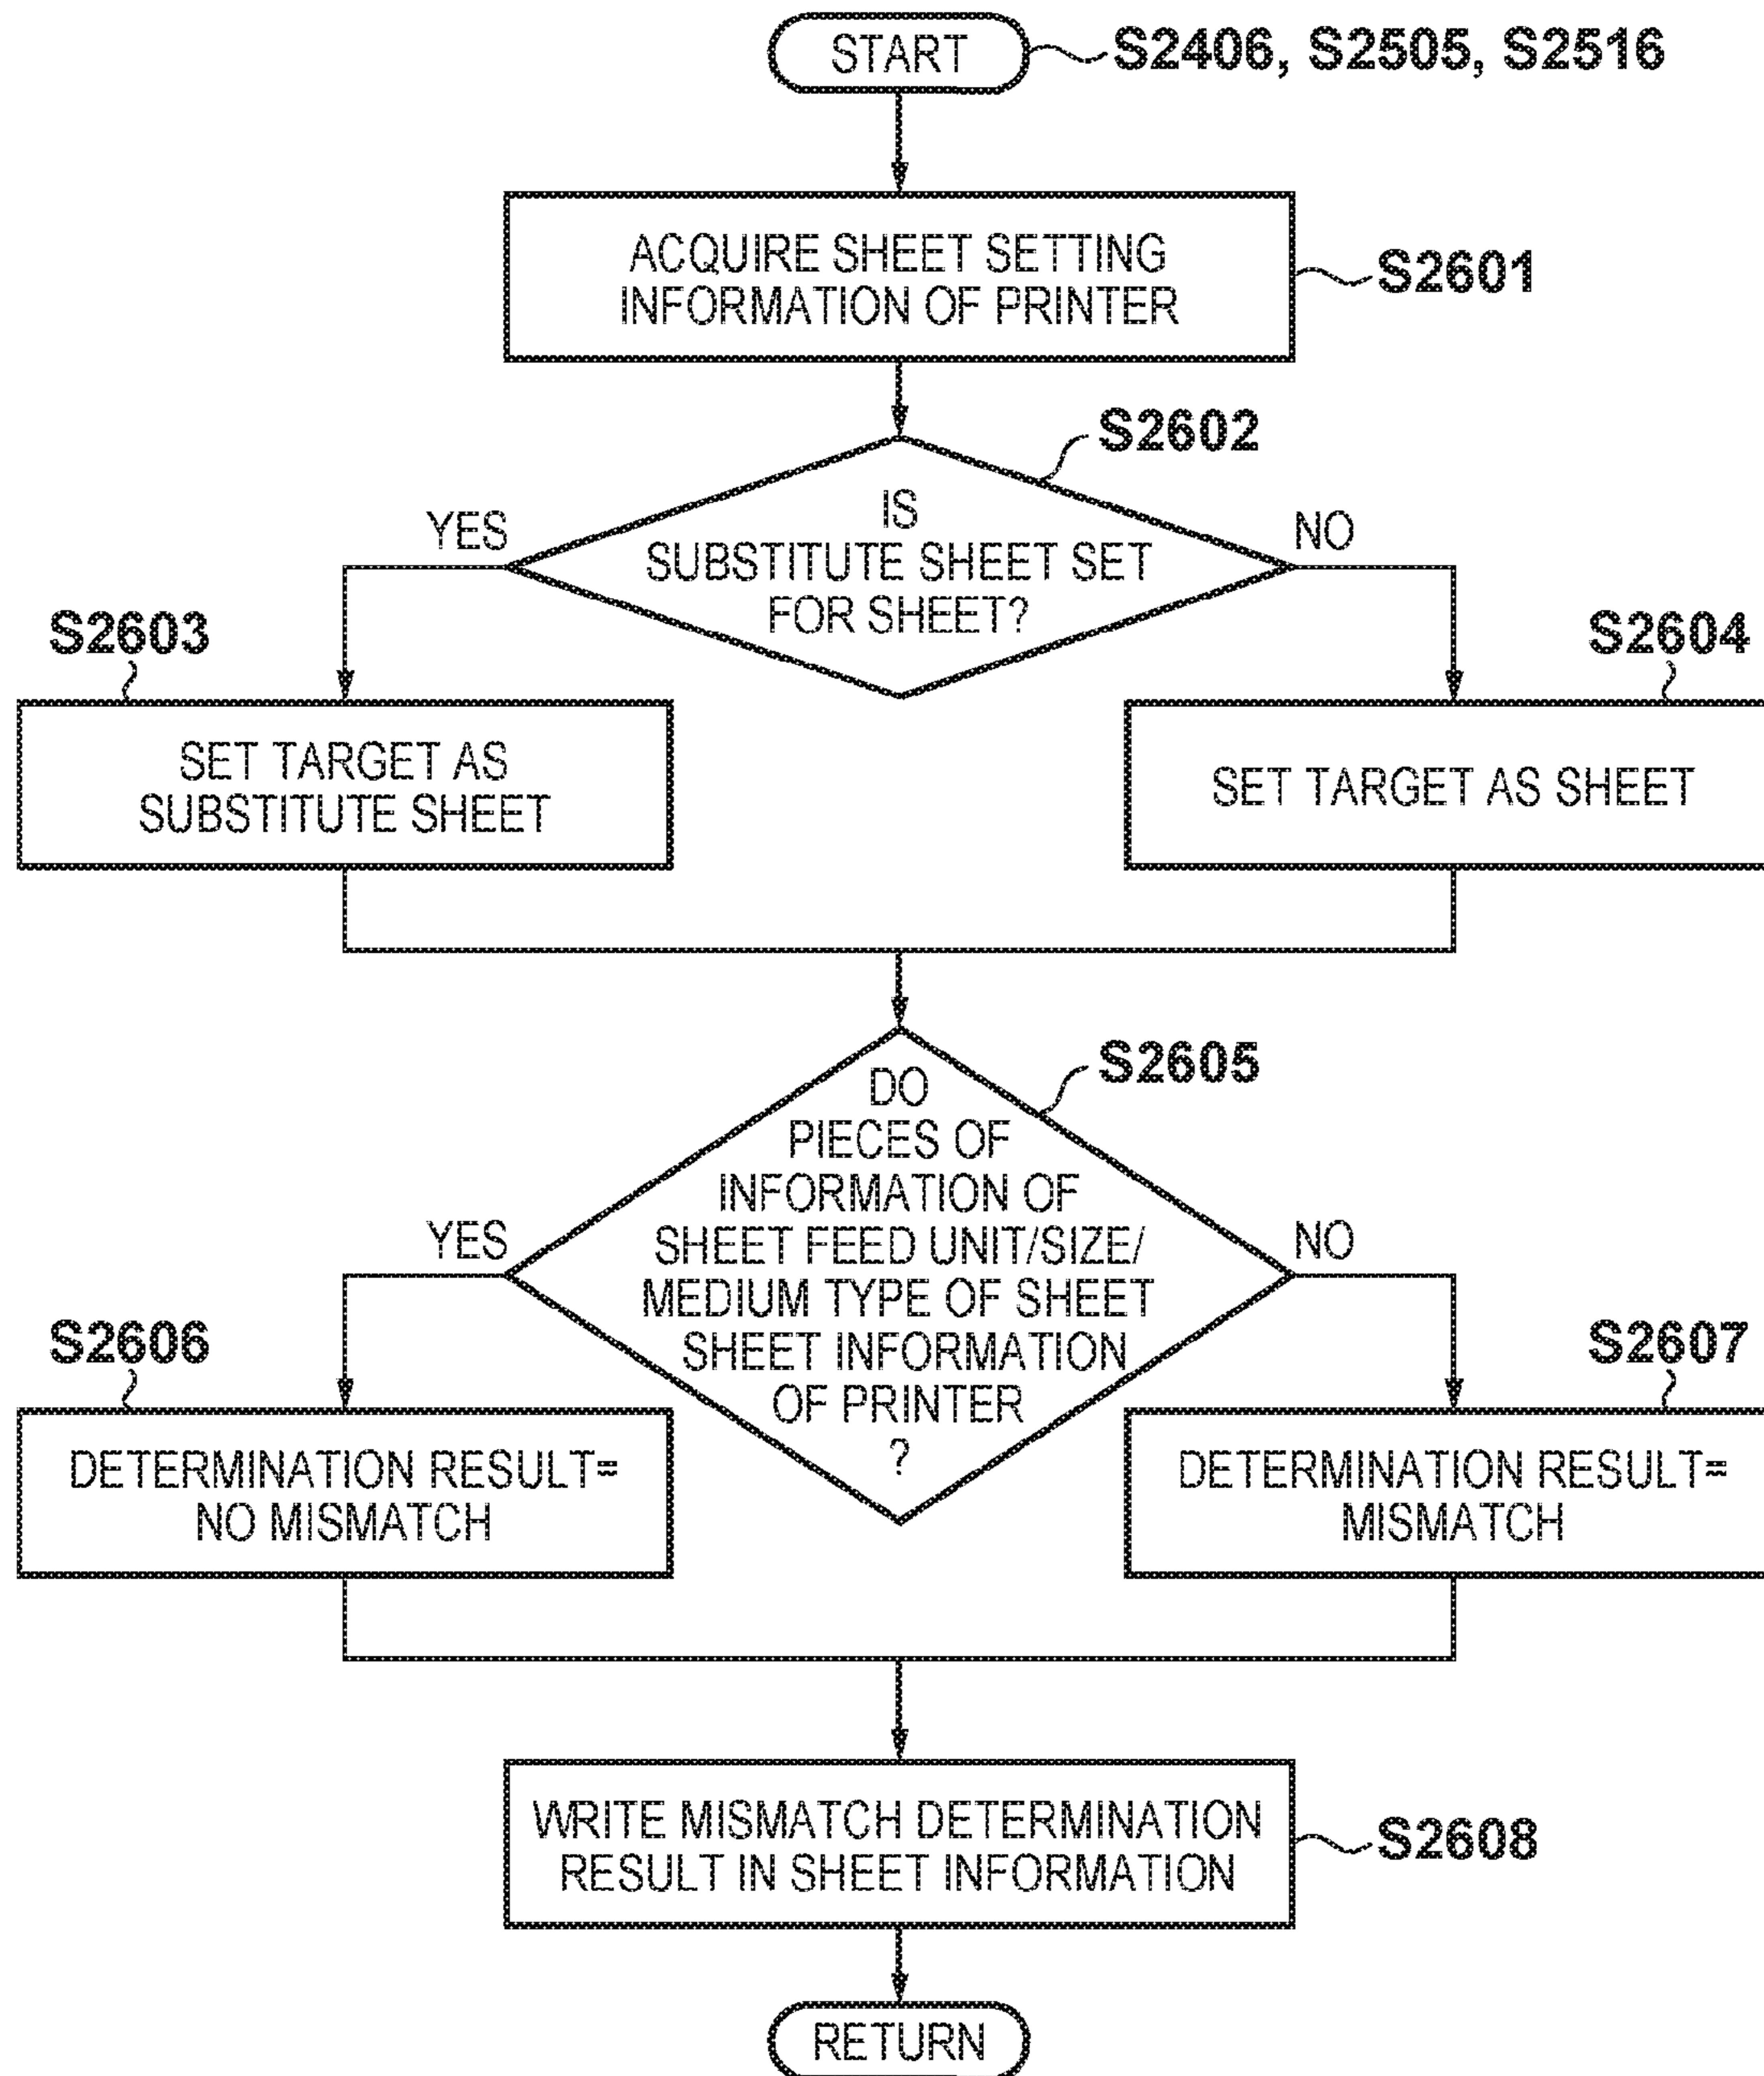 START
S2406, S2505, S2516
ACQUIRE SHEET SETTING
INFORMATION OF PRINTER
S2601
S2602
IS
SUBSTITUTE SHEET SET
FOR SHEET?
YES
NO
S2603
S2604
SET TARGET AS
SUBSTITUTE SHEET
SET TARGET AS SHEET
S2605
DO
PIECES OF
INFORMATION OF
SHEET FEED UNIT/SIZE/
MEDIUM TYPE OF SHEET
SHEET INFORMATION
OF PRINTER
?
YES
NO
S2606
S2607
DETERMINATION RESULT=
NO MISMATCH
DETERMINATION RESULT=
MISMATCH
WRITE MISMATCH DETERMINATION
RESULT IN SHEET INFORMATION
S2608
RETURN